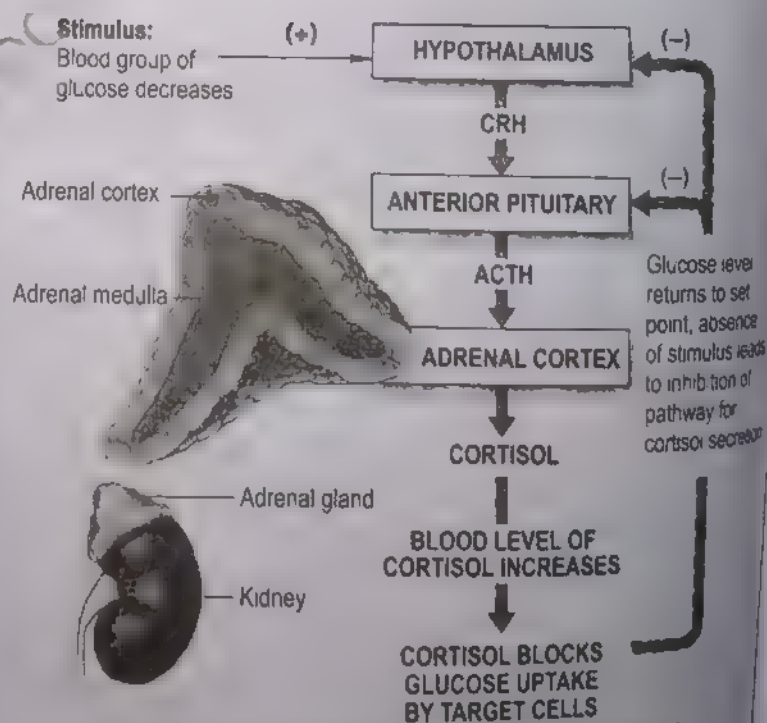 Stimulus:
Blood group of
glucose decreases
(+)
HYPOTHALAMUS
(−)
CRH
Adrenal cortex
ANTERIOR PITUITARY
(−)
ACTH
Adrenal medulla
ADRENAL CORTEX
Glucose level
returns to set
point, absence
of stimulus leads
to inhibition of
pathway for
cortisol
CORTISOL
Adrenal gland
BLOOD LEVEL OF
CORTISOL INCREASES
Kidney
CORTISOL BLOCKS
GLUCOSE UPTAKE
BY TARGET CELLS